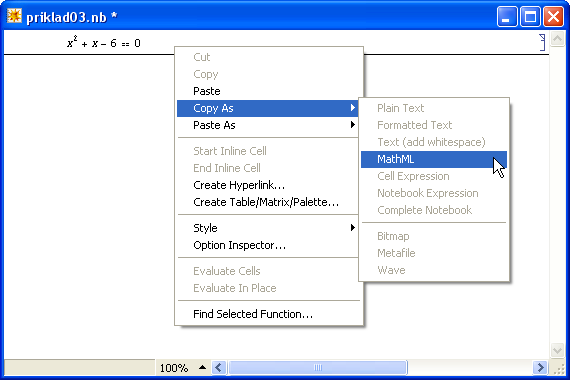 priklad03.nb *
x² + x - 6 == 0
Cut
Copy
Paste
Copy As
Paste As
Start Inline Cell
End Inline Cell
Create Hyperlink...
Create Table/Matrix/Palette...
Style
Option Inspector...
Evaluate Cells
Evaluate In Place
Find Selected Function...
Plain Text
Formatted Text
Text (add whitespace)
MathML
Cell Expression
Notebook Expression
Complete Notebook
Bitmap
Metafile
Wave
100%